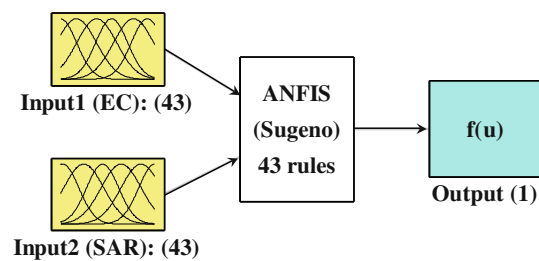 Input1 (EC): (43)
ANFIS
(Sugeno)
43 rules
f(u)
Output (1)
Input2 (SAR): (43)